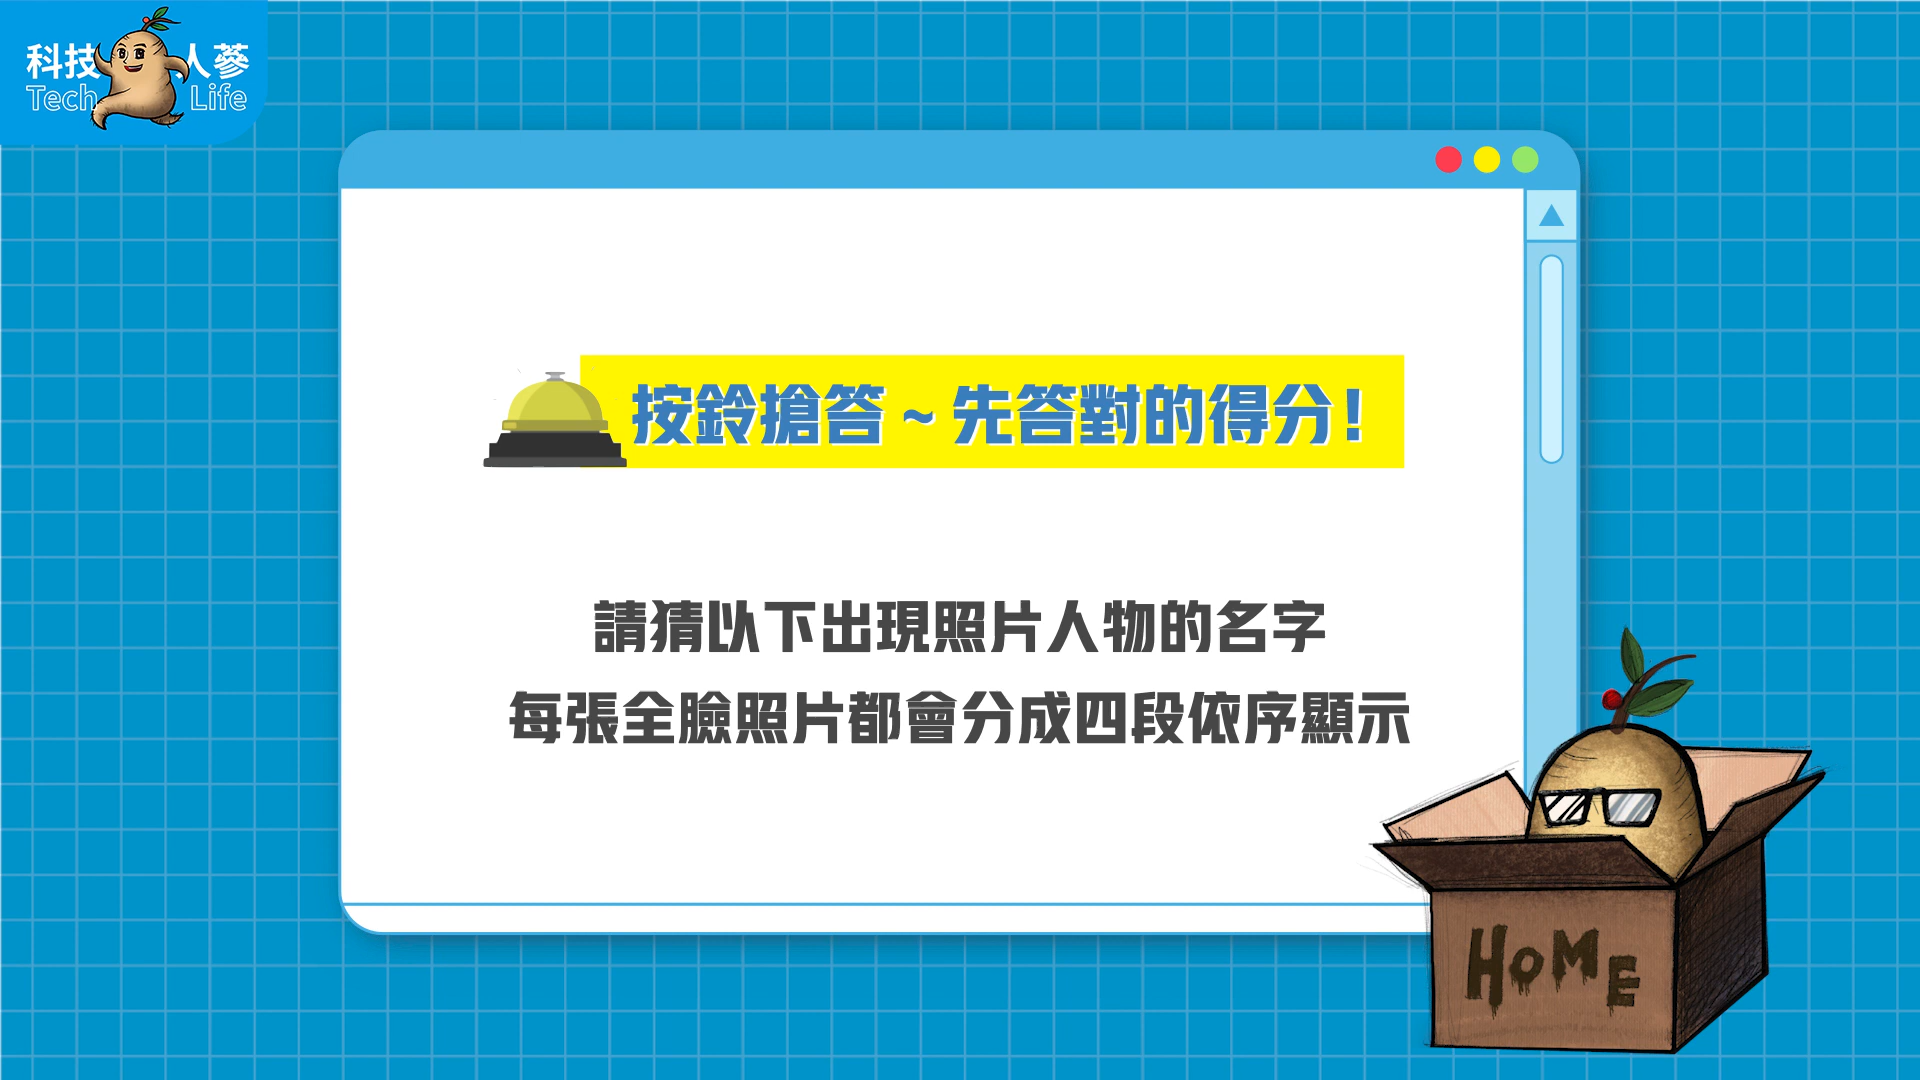 科技人蔘
Tech Life
按鈴搶答~先答對的得分!
請猜以下出現照片人物的名字
每張全臉照片都會分成四段依序顯示
HOME